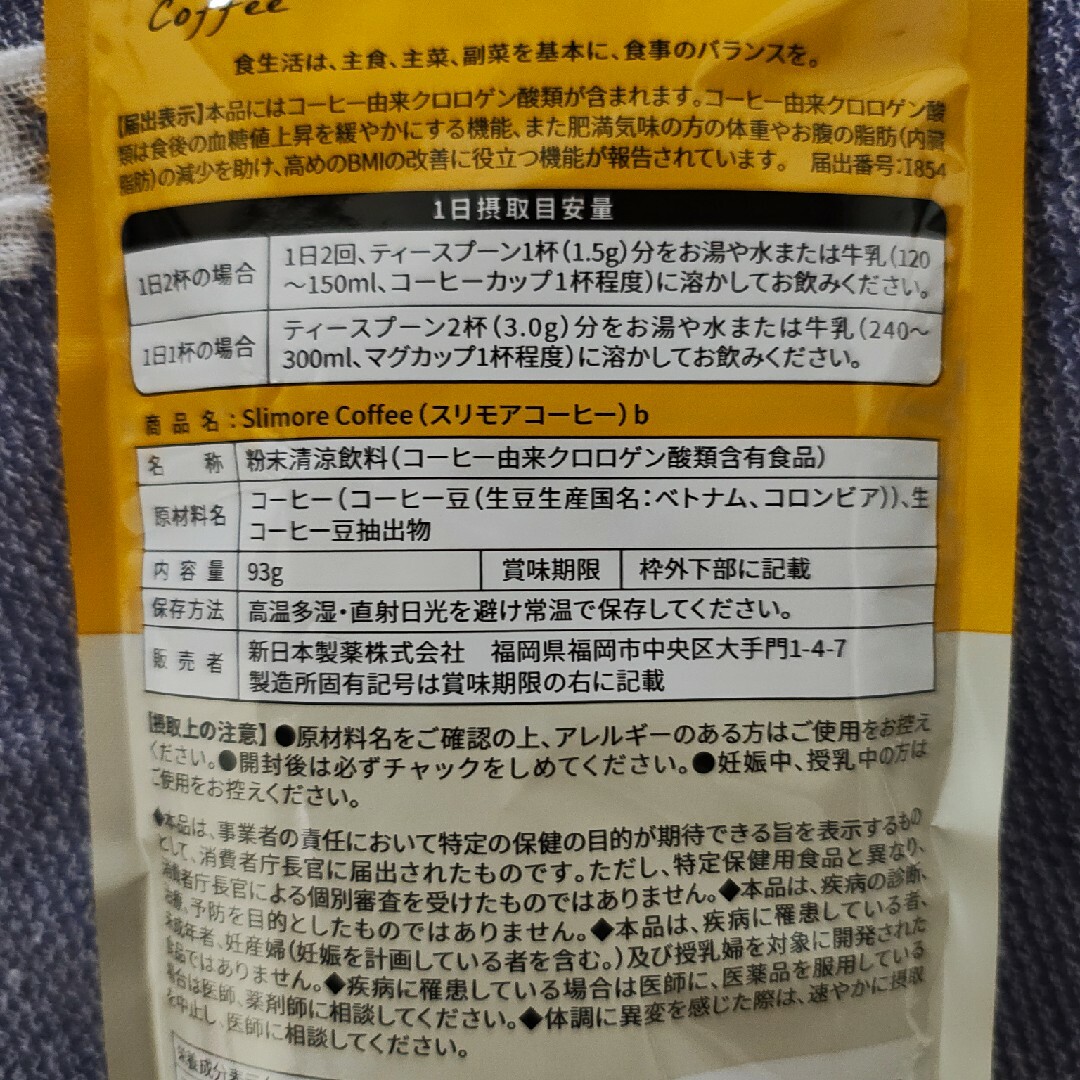 Coffee
食生活は、主食、主菜、副菜を基本に、食事のバランスを。
【届出表示】本品にはコーヒー由来クロロゲン酸類が含まれます。コーヒー由来クロロゲン酸
類は食後の血糖値上昇を緩やかにする機能、また肥満気味の方の体重やお腹の脂肪(内臓
脂肪)の減少を助け、高めのBMIの改善に役立つ機能が報告されています。 届出番号:I854
1日摂取目安量
1日2杯の場合
1日2回、ティースプーン1杯(1.5g)分をお湯や水または牛乳(120
～150ml、コーヒーカップ1杯程度)に溶かしてお飲みください。
1日1杯の場合
ティースプーン2杯(3.0g)分をお湯や水または牛乳(240～
300ml、マグカップ1杯程度)に溶かしてお飲みください。
商品名:Slimore Coffee(スリモアコーヒー)b
名称 粉末清涼飲料(コーヒー由来クロロゲン酸類含有食品)
原材料名
コーヒー(コーヒー豆(生豆生産国名:ベトナム、コロンビア))、生
コーヒー豆抽出物
内容量 93g 賞味期限 枠外下部に記載
保存方法 高温多湿・直射日光を避け常温で保存してください。
販売者
新日本製薬株式会社 福岡県福岡市中央区大手門1-4-7
製造所固有記号は賞味期限の右に記載
【摂取上の注意】●原材料名をご確認の上、アレルギーのある方はご使用をお控え
ください。●開封後は必ずチャックをしめてください。●妊娠中、授乳中の方は
ご使用をお控えください。
◆本品は、事業者の責任において特定の保健の目的が期待できる旨を表示するもの
として、消費者庁長官に届出されたものです。ただし、特定保健用食品と異なり、
消費者庁長官による個別審査を受けたものではありません。◆本品は、疾病の診断、
治療、予防を目的としたものではありません。◆本品は、疾病に罹患している者、
未成年者、妊産婦(妊娠を計画している者を含む。)及び授乳婦を対象に開発された
食品ではありません。◆疾病に罹患している場合は医師に、医薬品を服用している
場合は医師、薬剤師に相談してください。◆体調に異変を感じた際は、速やかに摂取
を中止し、医師に相談してください。
栄養成分表示